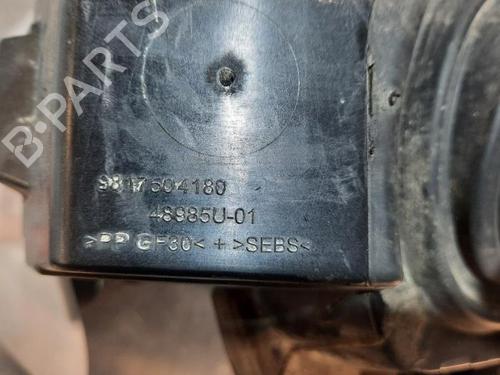 B-PARTS
9817504180
48985U-01
>PP GF30< + >SEBS<